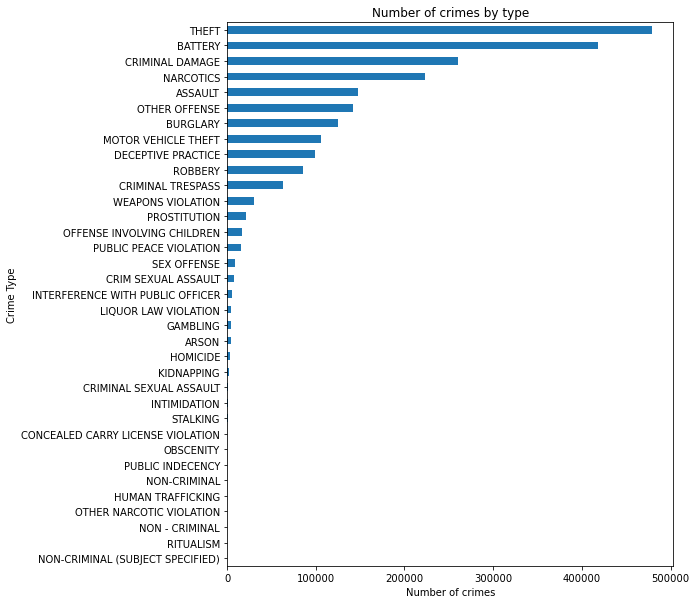 Number of crimes by type
Crime Type
THEFT
BATTERY
CRIMINAL DAMAGE
NARCOTICS
ASSAULT
OTHER OFFENSE
BURGLARY
MOTOR VEHICLE THEFT
DECEPTIVE PRACTICE
ROBBERY
CRIMINAL TRESPASS
WEAPONS VIOLATION
PROSTITUTION
OFFENSE INVOLVING CHILDREN
PUBLIC PEACE VIOLATION
SEX OFFENSE
CRIM SEXUAL ASSAULT
INTERFERENCE WITH PUBLIC OFFICER
LIQUOR LAW VIOLATION
GAMBLING
ARSON
HOMICIDE
KIDNAPPING
CRIMINAL SEXUAL ASSAULT
INTIMIDATION
STALKING
CONCEALED CARRY LICENSE VIOLATION
OBSCENITY
PUBLIC INDECENCY
NON-CRIMINAL
HUMAN TRAFFICKING
OTHER NARCOTIC VIOLATION
NON - CRIMINAL
RITUALISM
NON-CRIMINAL (SUBJECT SPECIFIED)
0 100000 200000 300000 400000 500000
Number of crimes